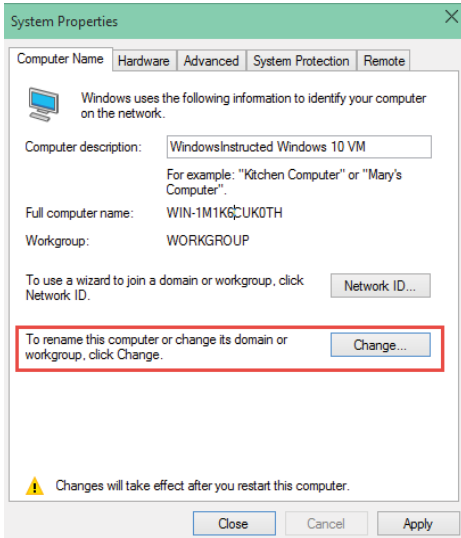 System Properties
Computer Name Hardware Advanced System Protection Remote
Windows uses the following information to identify your computer
on the network.
Computer description: WindowsInstructed Windows 10 VM
For example: "Kitchen Computer" or "Mary's
Computer".
Full computer name: WIN-1M1K6CUK0TH
Workgroup: WORKGROUP
To use a wizard to join a domain or workgroup, click
Network ID.
Network ID...
To rename this computer or change its domain or
workgroup, click Change.
Change...
Changes will take effect after you restart this computer.
Close Cancel Apply